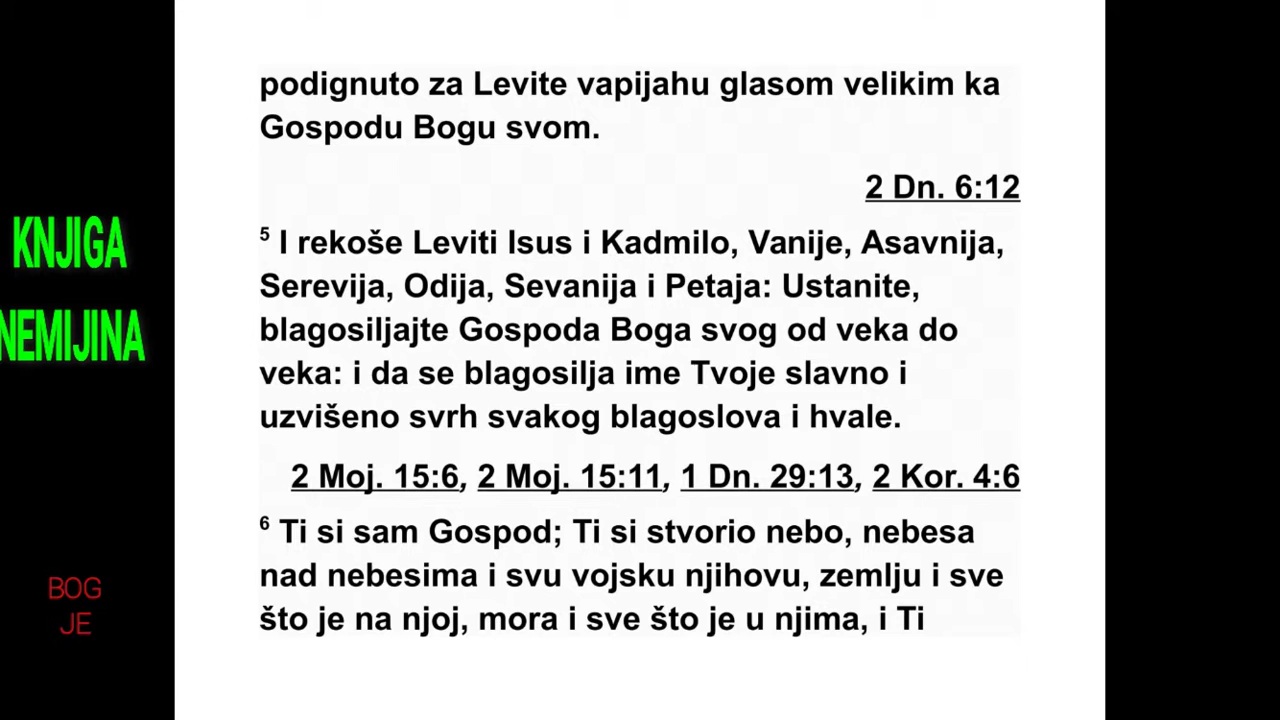 podignuto za Levite vapijahu glasom velikim ka
Gospodu Bogu svom.
2 Dn. 6:12
5 I rekoše Leviti Isus i Kadmilo, Vanije, Asavnija,
Serevija, Odija, Sevanija i Petaja: Ustanite,
blagosiljajte Gospoda Boga svog od veka do
veka: i da se blagosilja ime Tvoje slavno i
uzvišeno svrh svakog blagoslova i hvale.
2 Moj. 15:6, 2 Moj. 15:11, 1 Dn. 29:13, 2 Kor. 4:6
6 Ti si sam Gospod; Ti si stvorio nebo, nebesa
nad nebesima i svu vojsku njihovu, zemlju i sve
što je na njoj, mora i sve što je u njima, i Ti
KNJIGA
NEMIJINA
BOG
JE